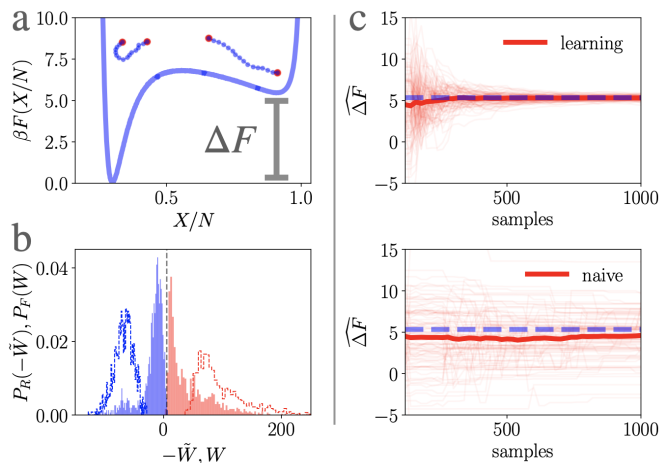 a
βF(X/N)
10.0
7.5
5.0
2.5
0.0
ΔF
0.5
1.0
X/N
b
P_R(−W̃), P_F(W)
0.04
0.02
0.00
0
200
−W̃, W
c
ΔF̂
15
10
5
0
−5
learning
500
1000
samples
ΔF̂
15
10
5
0
−5
naive
500
1000
samples